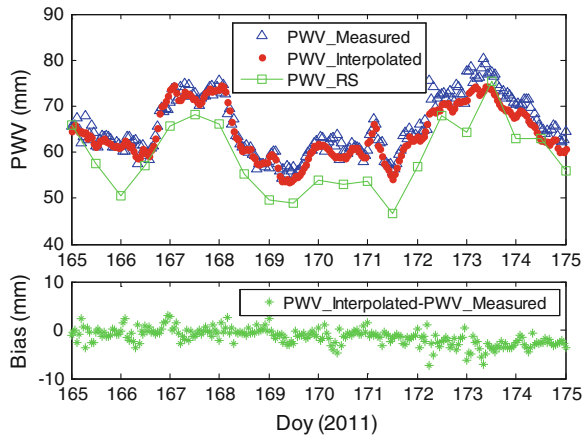 90
80
70
60
50
40
PWV (mm)
PWV_Measured
PWV_Interpolated
PWV_RS
165 166 167 168 169 170 171 172 173 174 175
10
0
-10
Bias (mm)
PWV_Interpolated-PWV_Measured
165 166 167 168 169 170 171 172 173 174 175
Doy (2011)